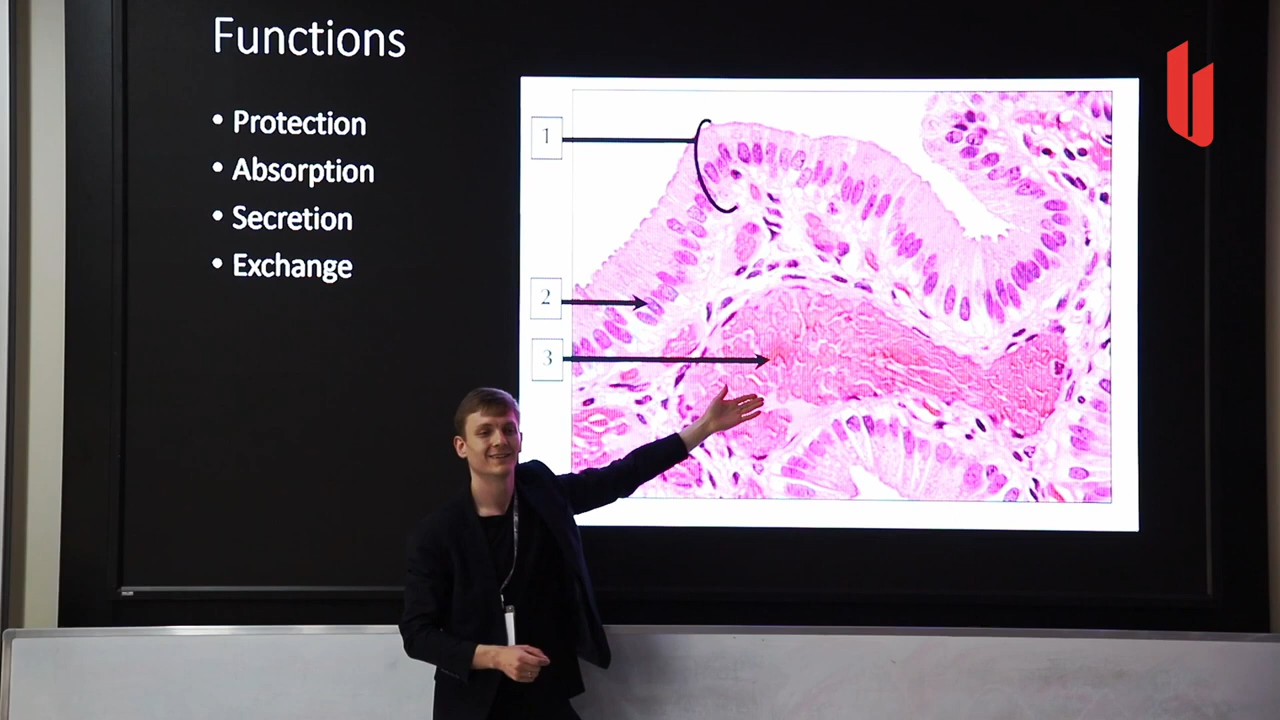 Functions
• Protection
• Absorption
• Secretion
• Exchange
1
2
3